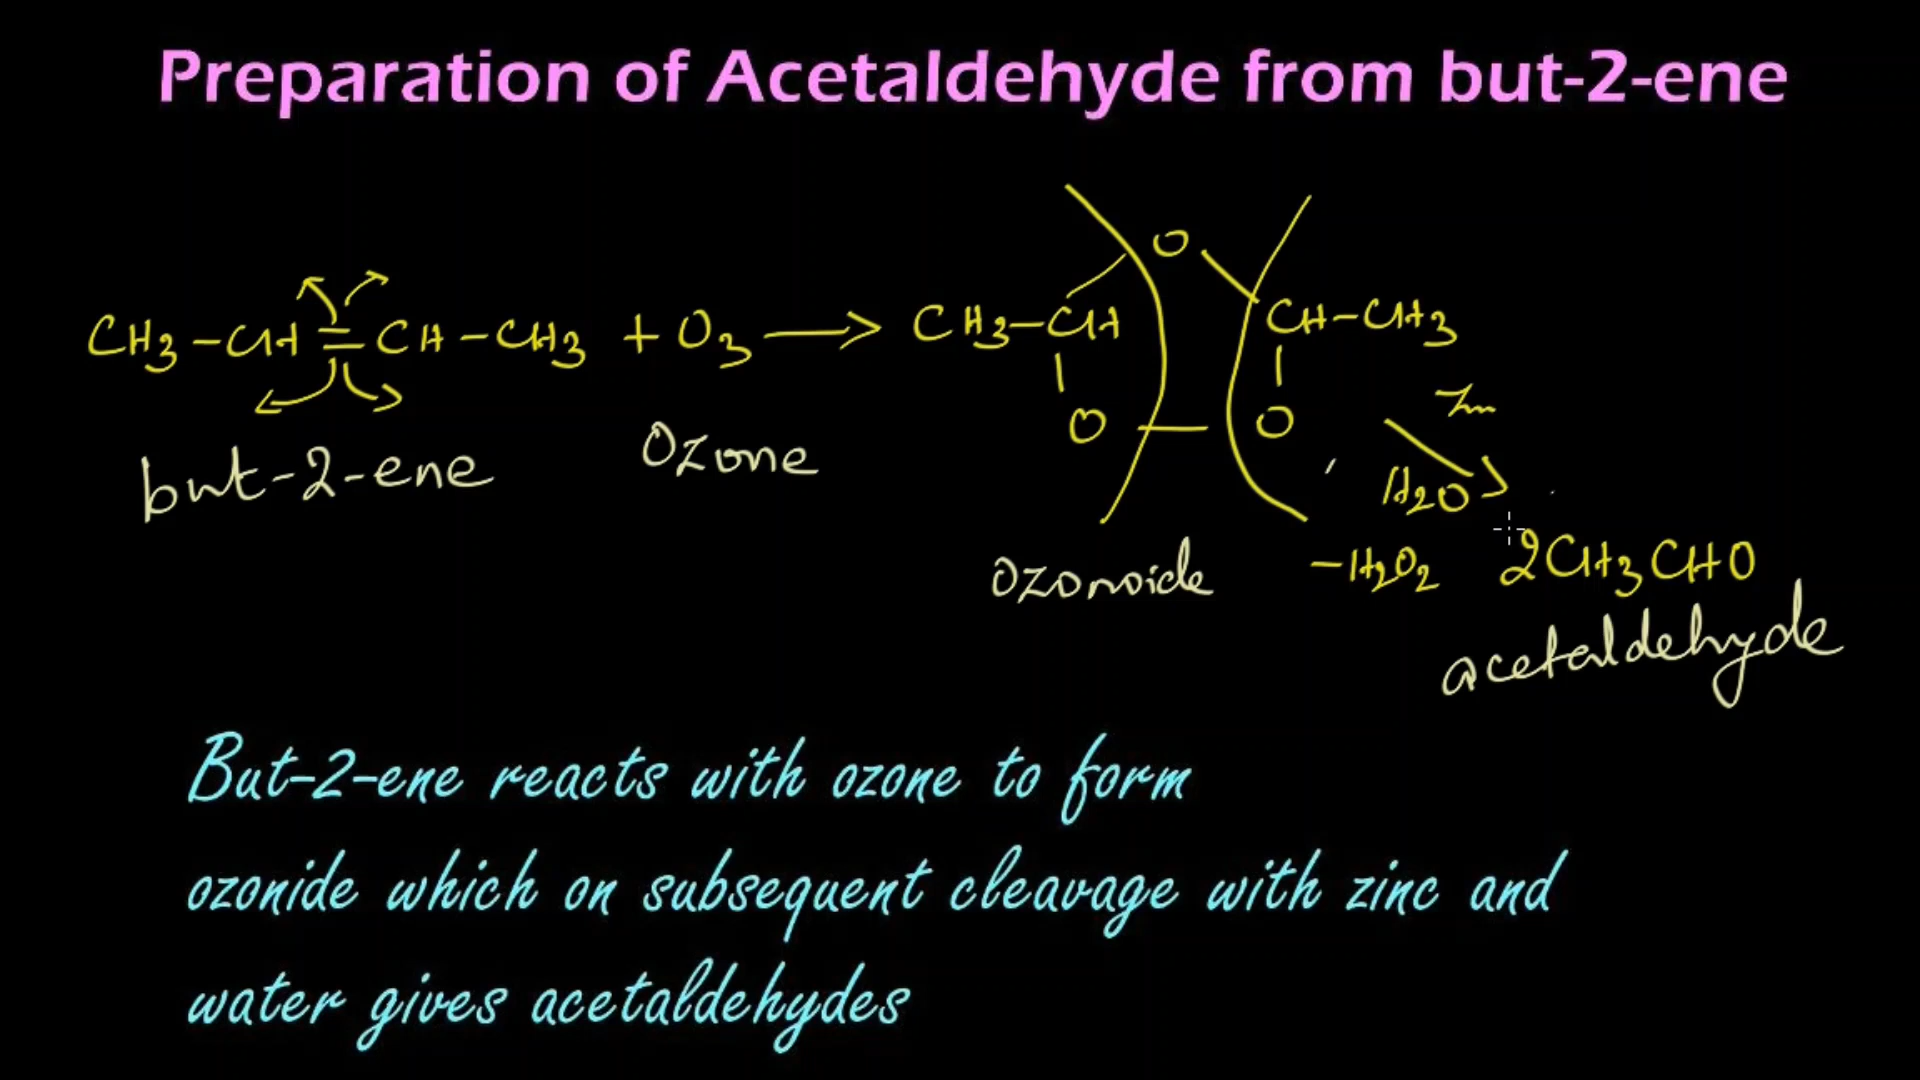 Preparation of Acetaldehyde from but-2-ene
O
CH3-CH=CH-CH3 + O3 → CH3-CH CH-CH3
O - O
Zn
H2O
but-2-ene Ozone
ozonoide -H2O2 2CH3CHO
acetaldehyde
But-2-ene reacts with ozone to form
ozonide which on subsequent cleavage with zinc and
water gives acetaldehydes